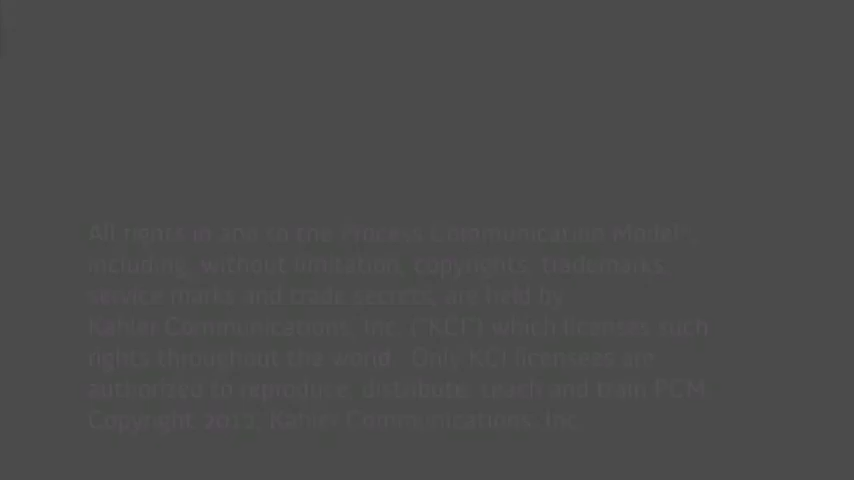 All rights in and to the Process Communication Model®,
including, without limitation, copyrights, trademarks,
service marks and trade secrets, are held by
Kahler Communications, Inc. ("KCI") which licenses such
rights throughout the world. Only KCI licensees are
authorized to reproduce, distribute, teach and train PCM.
Copyright, 2012, Kahler Communications, Inc.